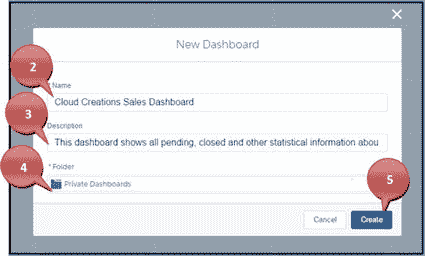 New Dashboard
2
* Name
Cloud Creations Sales Dashboard
3
Description
This dashboard shows all pending, closed and other statistical information abou
4
* Folder
Private Dashboards
5
Cancel
Create